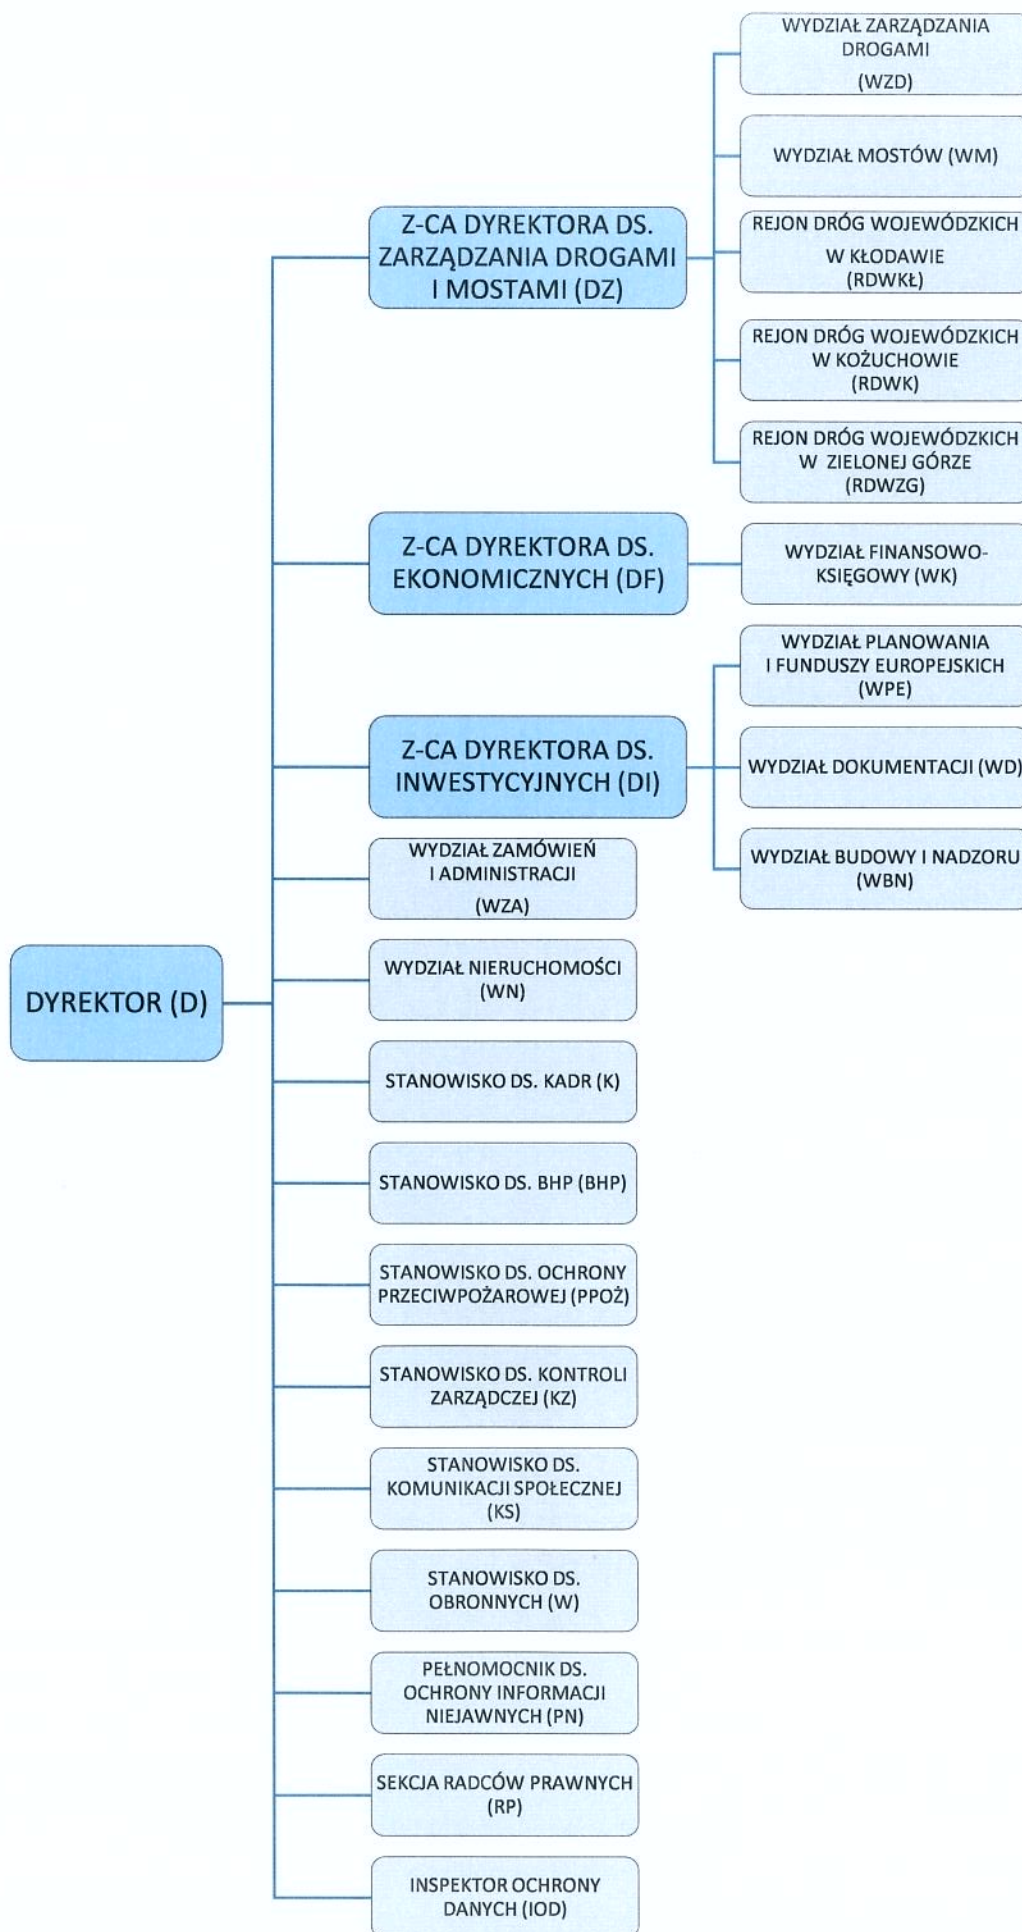 DYREKTOR (D)
Z-CA DYREKTORA DS.
ZARZĄDZANIA DROGAMI
I MOSTAMI (DZ)
WYDZIAŁ ZARZĄDZANIA
DROGAMI
(WZD)
WYDZIAŁ MOSTÓW (WM)
REJON DRÓG WOJEWÓDZKICH
W KŁODAWIE
(RDWKŁ)
REJON DRÓG WOJEWÓDZKICH
W KOŻUCHOWIE
(RDWK)
REJON DRÓG WOJEWÓDZKICH
W ZIELONEJ GÓRZE
(RDWZG)
Z-CA DYREKTORA DS.
EKONOMICZNYCH (DF)
WYDZIAŁ FINANSOWO-
KSIĘGOWY (WK)
Z-CA DYREKTORA DS.
INWESTYCYJNYCH (DI)
WYDZIAŁ PLANOWANIA
I FUNDUSZY EUROPEJSKICH
(WPE)
WYDZIAŁ DOKUMENTACJI (WD)
WYDZIAŁ BUDOWY I NADZORU
(WBN)
WYDZIAŁ ZAMÓWIEŃ
I ADMINISTRACJI
(WZA)
WYDZIAŁ NIERUCHOMOŚCI
(WN)
STANOWISKO DS. KADR (K)
STANOWISKO DS. BHP (BHP)
STANOWISKO DS. OCHRONY
PRZECIWPOŻAROWEJ (PPOŻ)
STANOWISKO DS. KONTROLI
ZARZĄDCZEJ (KZ)
STANOWISKO DS.
KOMUNIKACJI SPOŁECZNEJ
(KS)
STANOWISKO DS.
OBRONNYCH (W)
PEŁNOMOCNIK DS.
OCHRONY INFORMACJI
NIEJAWNYCH (PN)
SEKCJA RADCÓW PRAWNYCH
(RP)
INSPEKTOR OCHRONY
DANYCH (IOD)